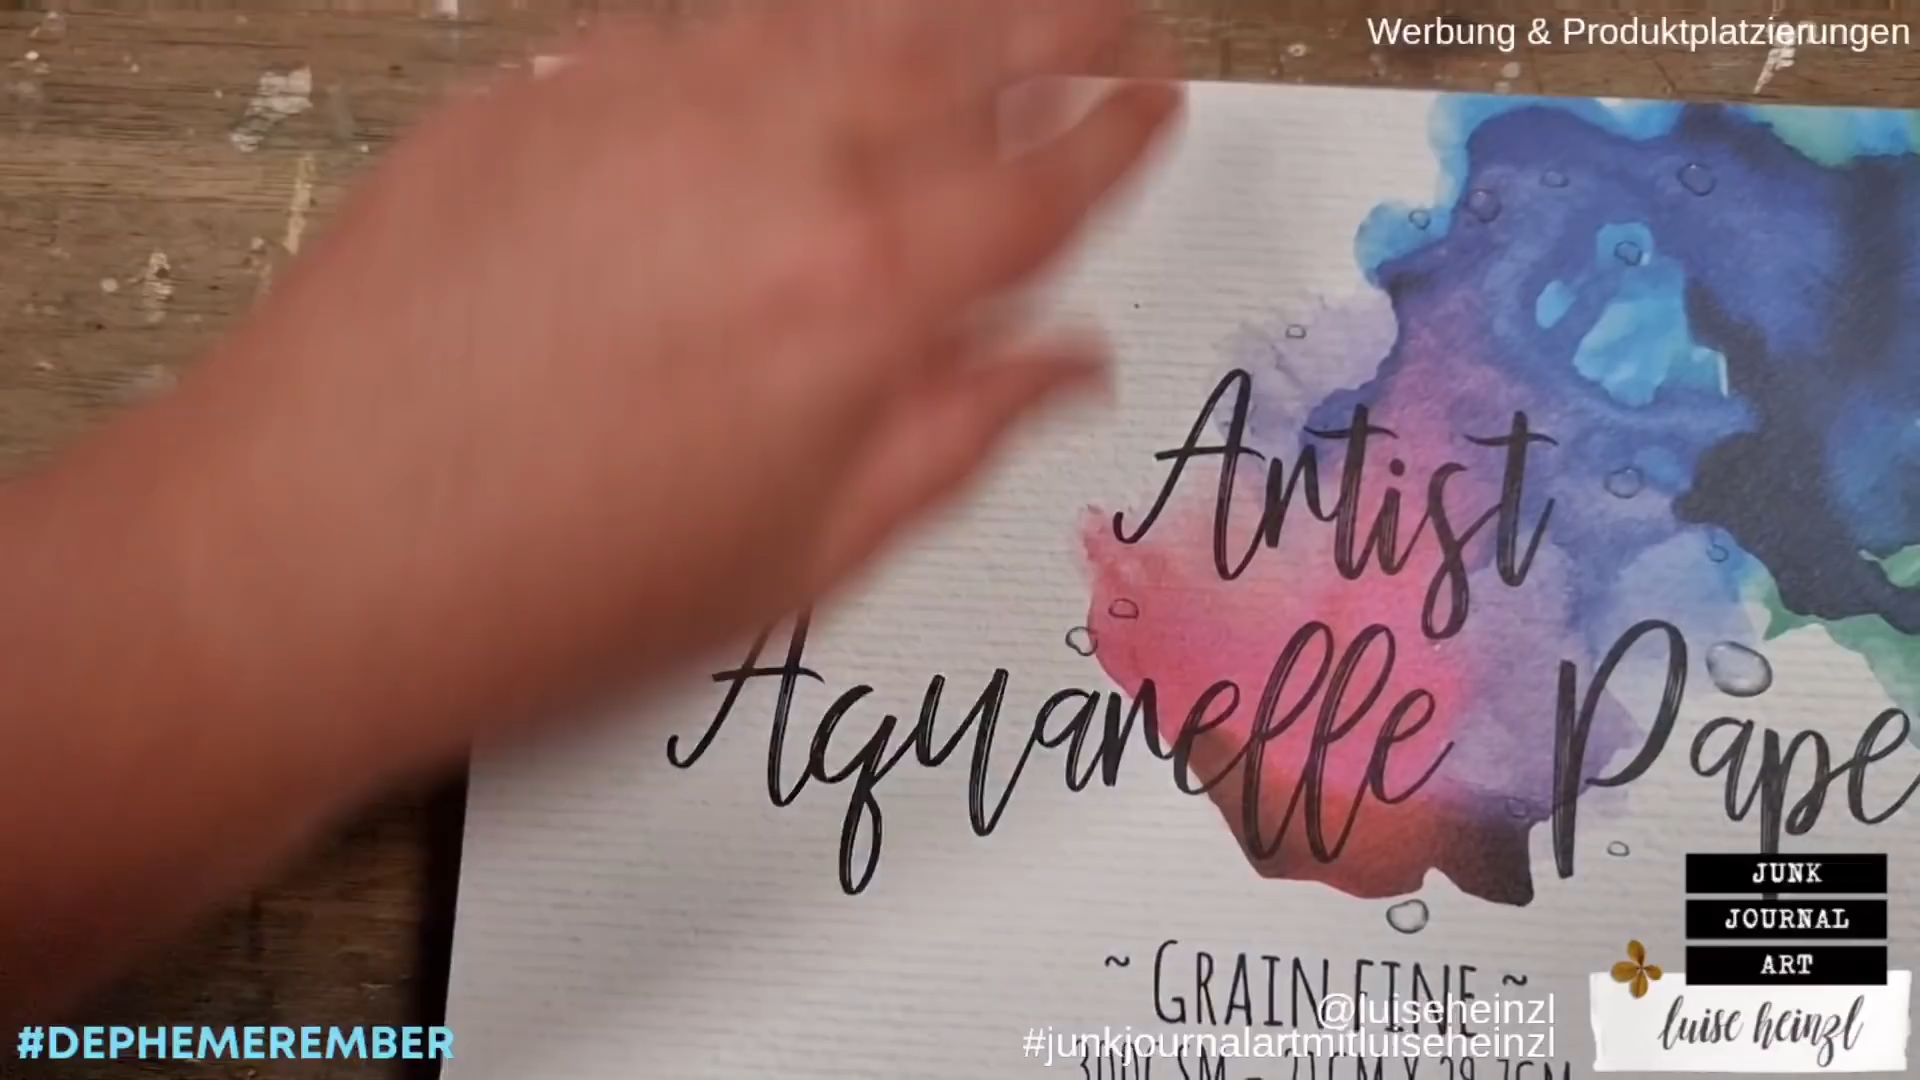 Werbung & Produktplatzierungen
Artist
Aquarelle Pape
~ GRAIN FINE ~
JUNK
JOURNAL
ART
luise heinzl
@luiseheinzl
#junkjournalartmitluiseheinzl
#DEPHEMEREMBER